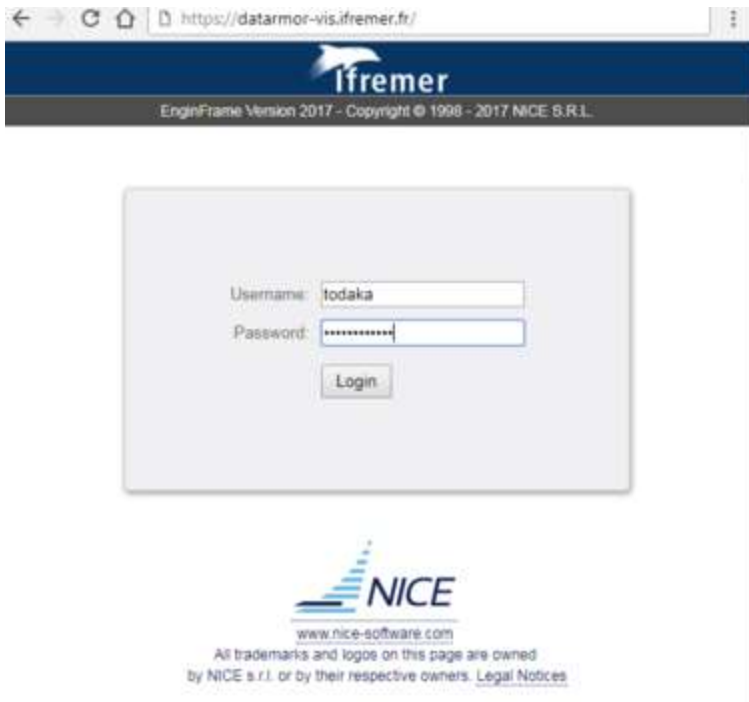 https://datarmor-vis.ifremer.fr/
Ifremer
EnginFrame Version 2017 - Copyright © 1998 - 2017 NICE S.R.L.
Username: todaka
Password: ••••••••••••
Login
NICE
www.nice-software.com
All trademarks and logos on this page are owned
by NICE s.r.l. or by their respective owners. Legal Notices